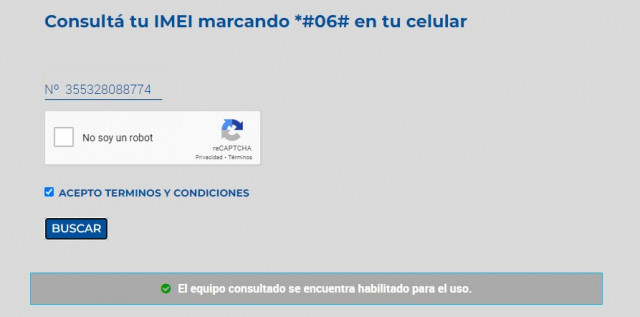 Consultá tu IMEI marcando *#06# en tu celular
Nº 355328088774
No soy un robot
reCAPTCHA
Privacidad - Términos
ACEPTO TERMINOS Y CONDICIONES
BUSCAR
El equipo consultado se encuentra habilitado para el uso.